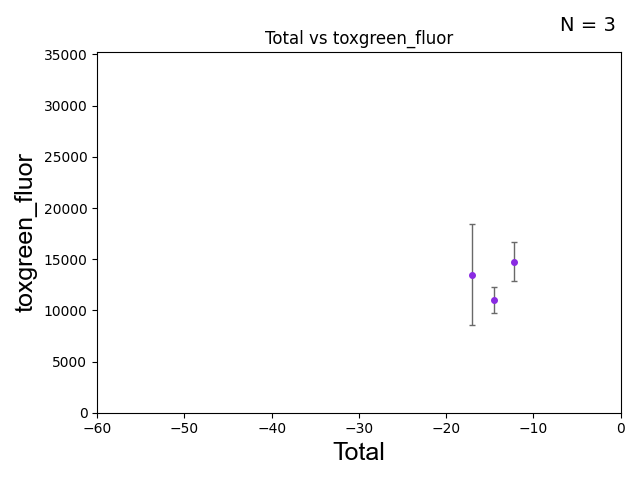 N = 3
Total vs toxgreen_fluor
35000
30000
25000
20000
15000
10000
5000
0
toxgreen_fluor
−60 −50 −40 −30 −20 −10 0
Total